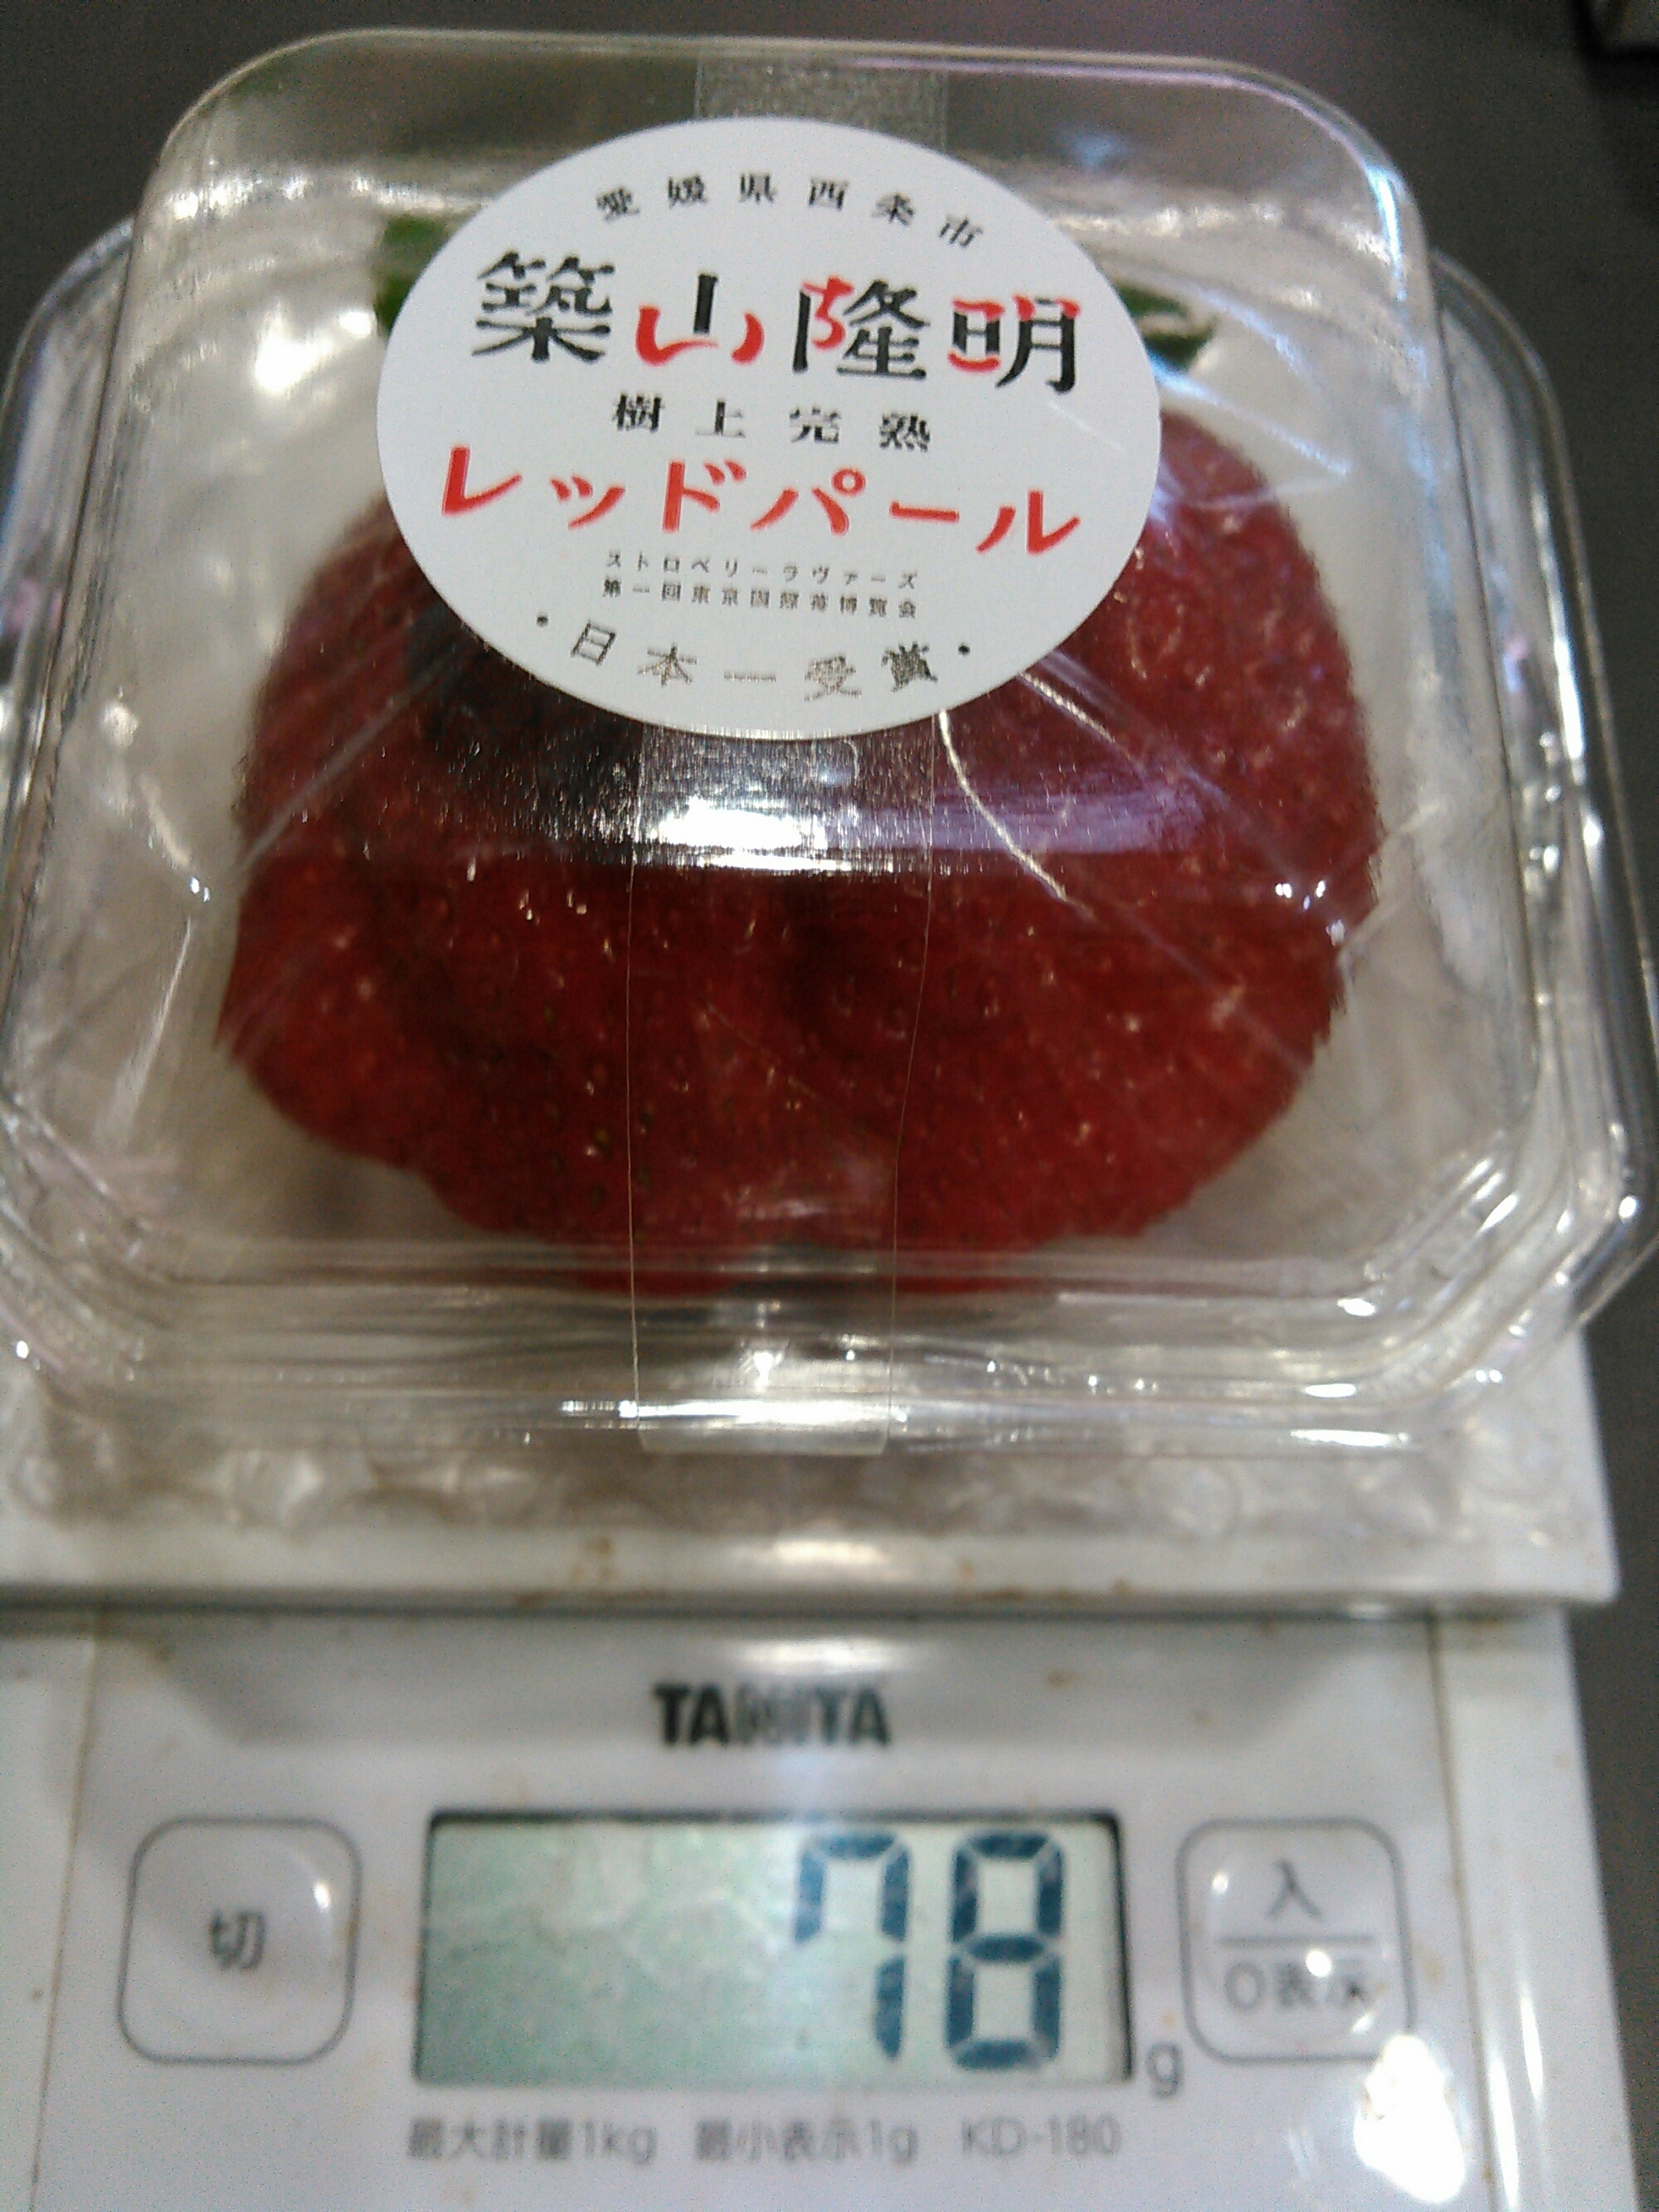 愛媛県西条市
築山隆明
樹上完熟
レッドパール
ストロベリーラヴァーズ
第一回東京国際苺博覧会
・日本一受賞・
TANITA
切
78
g
入
0表示
最大計量1kg 最小表示1g KD-180